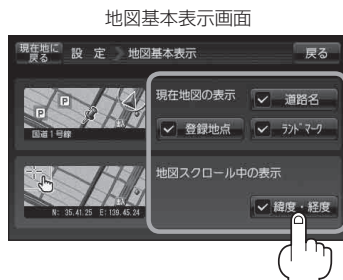 地図基本表示画面
現在地に
戻る
設 定
地図基本表示
戻る
P
P
国道1号線
現在地図の表示
道路名
登録地点
ﾗﾝﾄﾞﾏｰｸ
地図スクロール中の表示
N: 35.41.25 E:139.45.24
緯度・経度